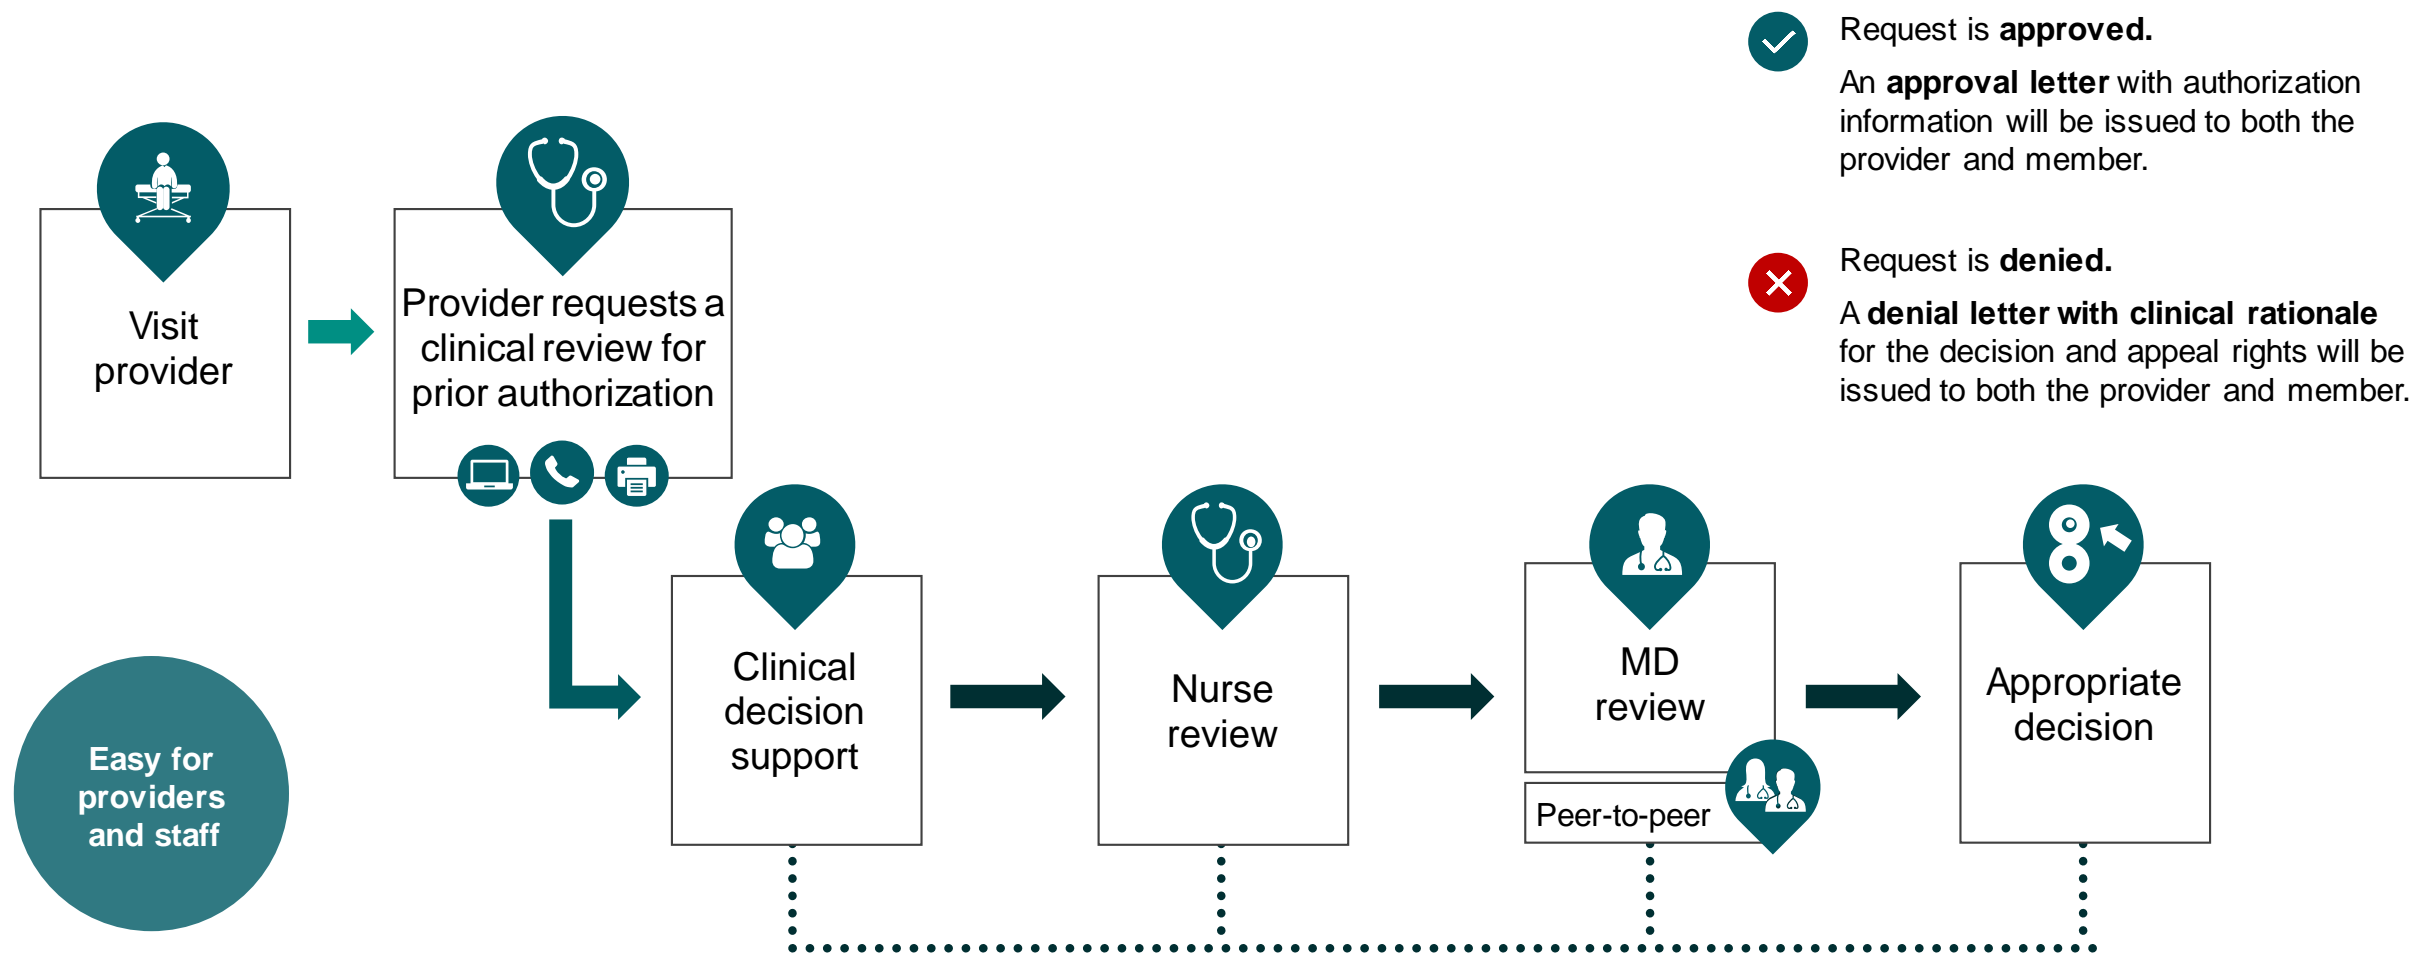 Request is approved.
An approval letter with authorization
information will be issued to both the
provider and member.
Request is denied.
A denial letter with clinical rationale
for the decision and appeal rights will be
issued to both the provider and member.
Visit
provider
Provider requests a
clinical review for
prior authorization
Clinical
decision
support
Nurse
review
MD
review
Peer-to-peer
Appropriate
decision
Easy for
providers
and staff